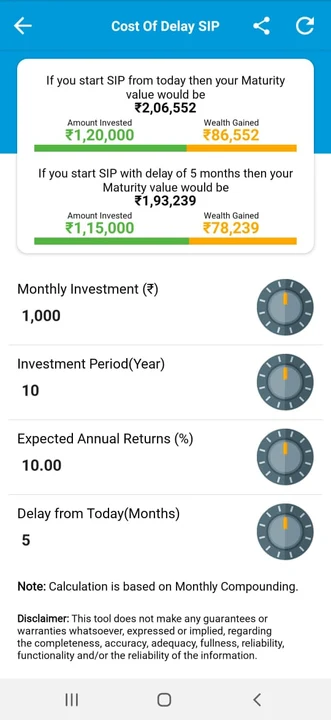 Cost Of Delay SIP
If you start SIP from today then your Maturity
value would be
₹2,06,552
Amount Invested Wealth Gained
₹1,20,000 ₹86,552
If you start SIP with delay of 5 months then your
Maturity value would be
₹1,93,239
Amount Invested Wealth Gained
₹1,15,000 ₹78,239
Monthly Investment (₹)
1,000
Investment Period(Year)
10
Expected Annual Returns (%)
10.00
Delay from Today(Months)
5
Note: Calculation is based on Monthly Compounding.
Disclaimer: This tool does not make any guarantees or
warranties whatsoever, expressed or implied, regarding
the completeness, accuracy, adequacy, fullness, reliability,
functionality and/or the reliability of the information.